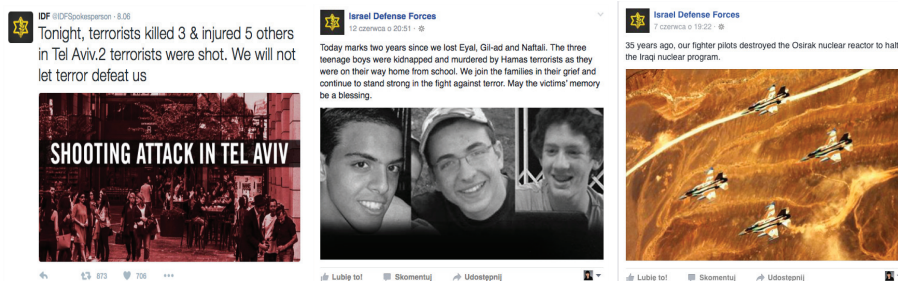 IDF @IDFSpokesperson · 8.06
Tonight, terrorists killed 3 & injured 5 others
in Tel Aviv.2 terrorists were shot. We will not
let terror defeat us
SHOOTING ATTACK IN TEL AVIV
873 706
Israel Defense Forces
12 czerwca o 20:51 ·
Today marks two years since we lost Eyal, Gil-ad and Naftali. The three
teenage boys were kidnapped and murdered by Hamas terrorists as they
were on their way home from school. We join the families in their grief and
continue to stand strong in the fight against terror. May the victims' memory
be a blessing.
Lubię to! Skomentuj Udostępnij
Israel Defense Forces
7 czerwca o 19:22 ·
35 years ago, our fighter pilots destroyed the Osirak nuclear reactor to halt
the Iraqi nuclear program.
Lubię to! Skomentuj Udostępnij